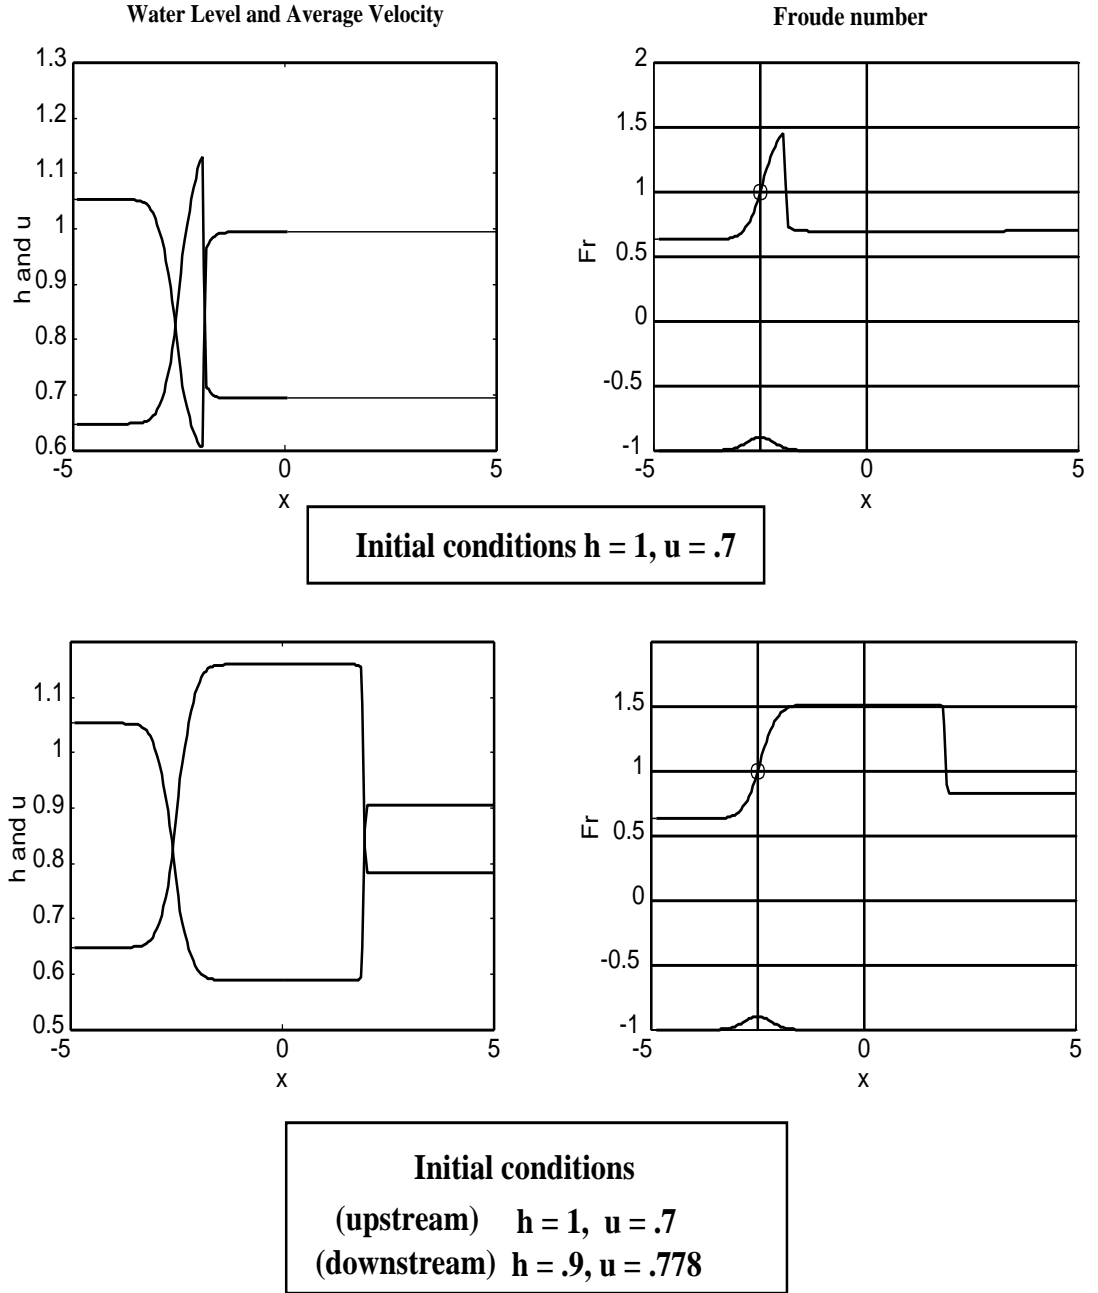 Water Level and Average Velocity
Froude number
1.3
1.2
1.1
1
0.9
0.8
0.7
0.6
h and u
-5
0
5
x
2
1.5
1
0.5
0
-0.5
-1
Fr
-5
0
5
x
Initial conditions h = 1, u = .7
1.1
1
0.9
0.8
0.7
0.6
0.5
h and u
-5
0
5
x
1.5
1
0.5
0
-0.5
-1
Fr
-5
0
5
x
Initial conditions
(upstream) h = 1, u = .7
(downstream) h = .9, u = .778